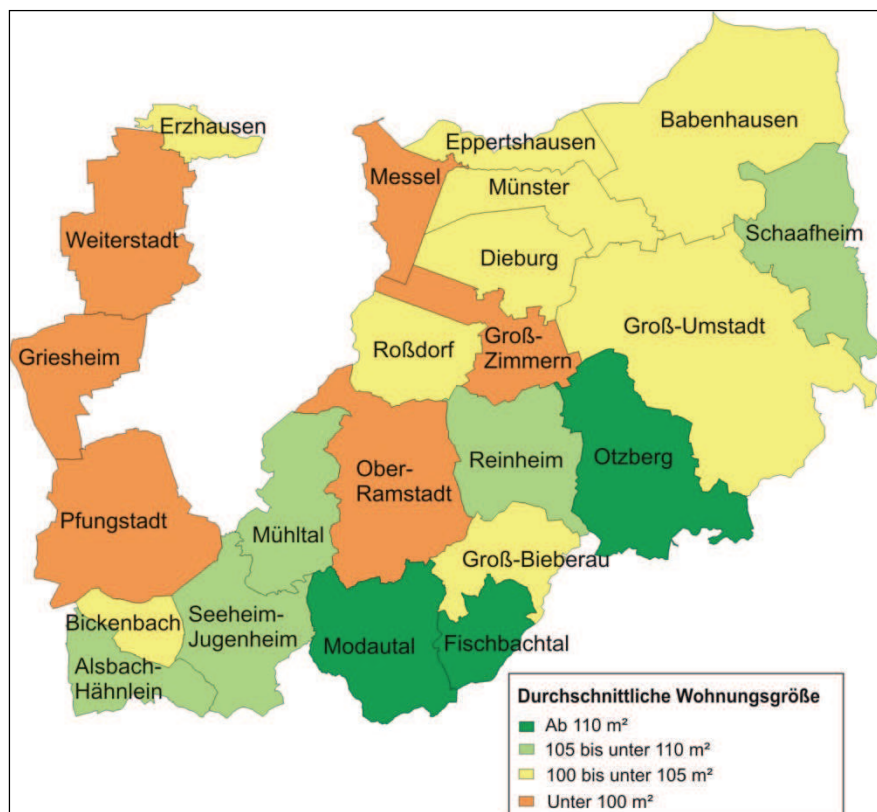 Erzhausen
Babenhausen
Eppertshausen
Messel
Münster
Weiterstadt
Schaafheim
Dieburg
Groß-Umstadt
Griesheim
Roßdorf
Groß-
Zimmern
Ober-
Ramstadt
Reinheim
Otzberg
Pfungstadt
Mühltal
Groß-Bieberau
Bickenbach
Seeheim-
Jugenheim
Modautal
Fischbachtal
Alsbach-
Hähnlein
Durchschnittliche Wohnungsgröße
Ab 110 m²
105 bis unter 110 m²
100 bis unter 105 m²
Unter 100 m²